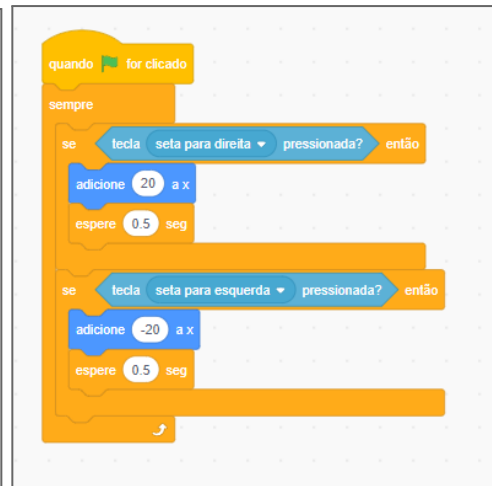 quando for clicado
sempre
se tecla seta para direita pressionada? então
adicione 20 a x
espere 0.5 seg
se tecla seta para esquerda pressionada? então
adicione -20 a x
espere 0.5 seg